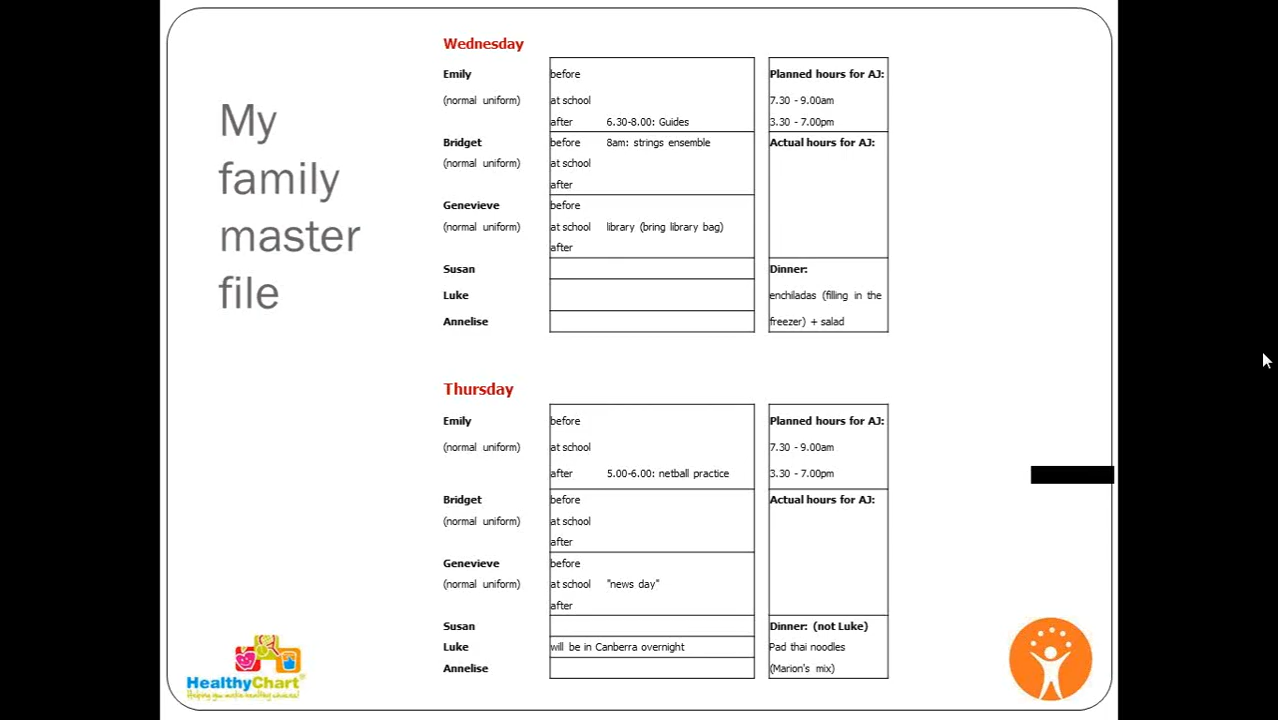 My
family
master
file
Wednesday
Emily before Planned hours for AJ:
(normal uniform) at school 7.30 - 9.00am
after 6.30-8.00: Guides 3.30 - 7.00pm
Bridget before 8am: strings ensemble Actual hours for AJ:
(normal uniform) at school
after
Genevieve before
(normal uniform) at school library (bring library bag)
after
Susan Dinner:
Luke enchiladas (filling in the
Annelise freezer) + salad
Thursday
Emily before Planned hours for AJ:
(normal uniform) at school 7.30 - 9.00am
after 5.00-6.00: netball practice 3.30 - 7.00pm
Bridget before Actual hours for AJ:
(normal uniform) at school
after
Genevieve before
(normal uniform) at school "news day"
after
Susan Dinner: (not Luke)
Luke will be in Canberra overnight Pad thai noodles
Annelise (Marion's mix)
HealthyChart
Helping you make healthy choices!